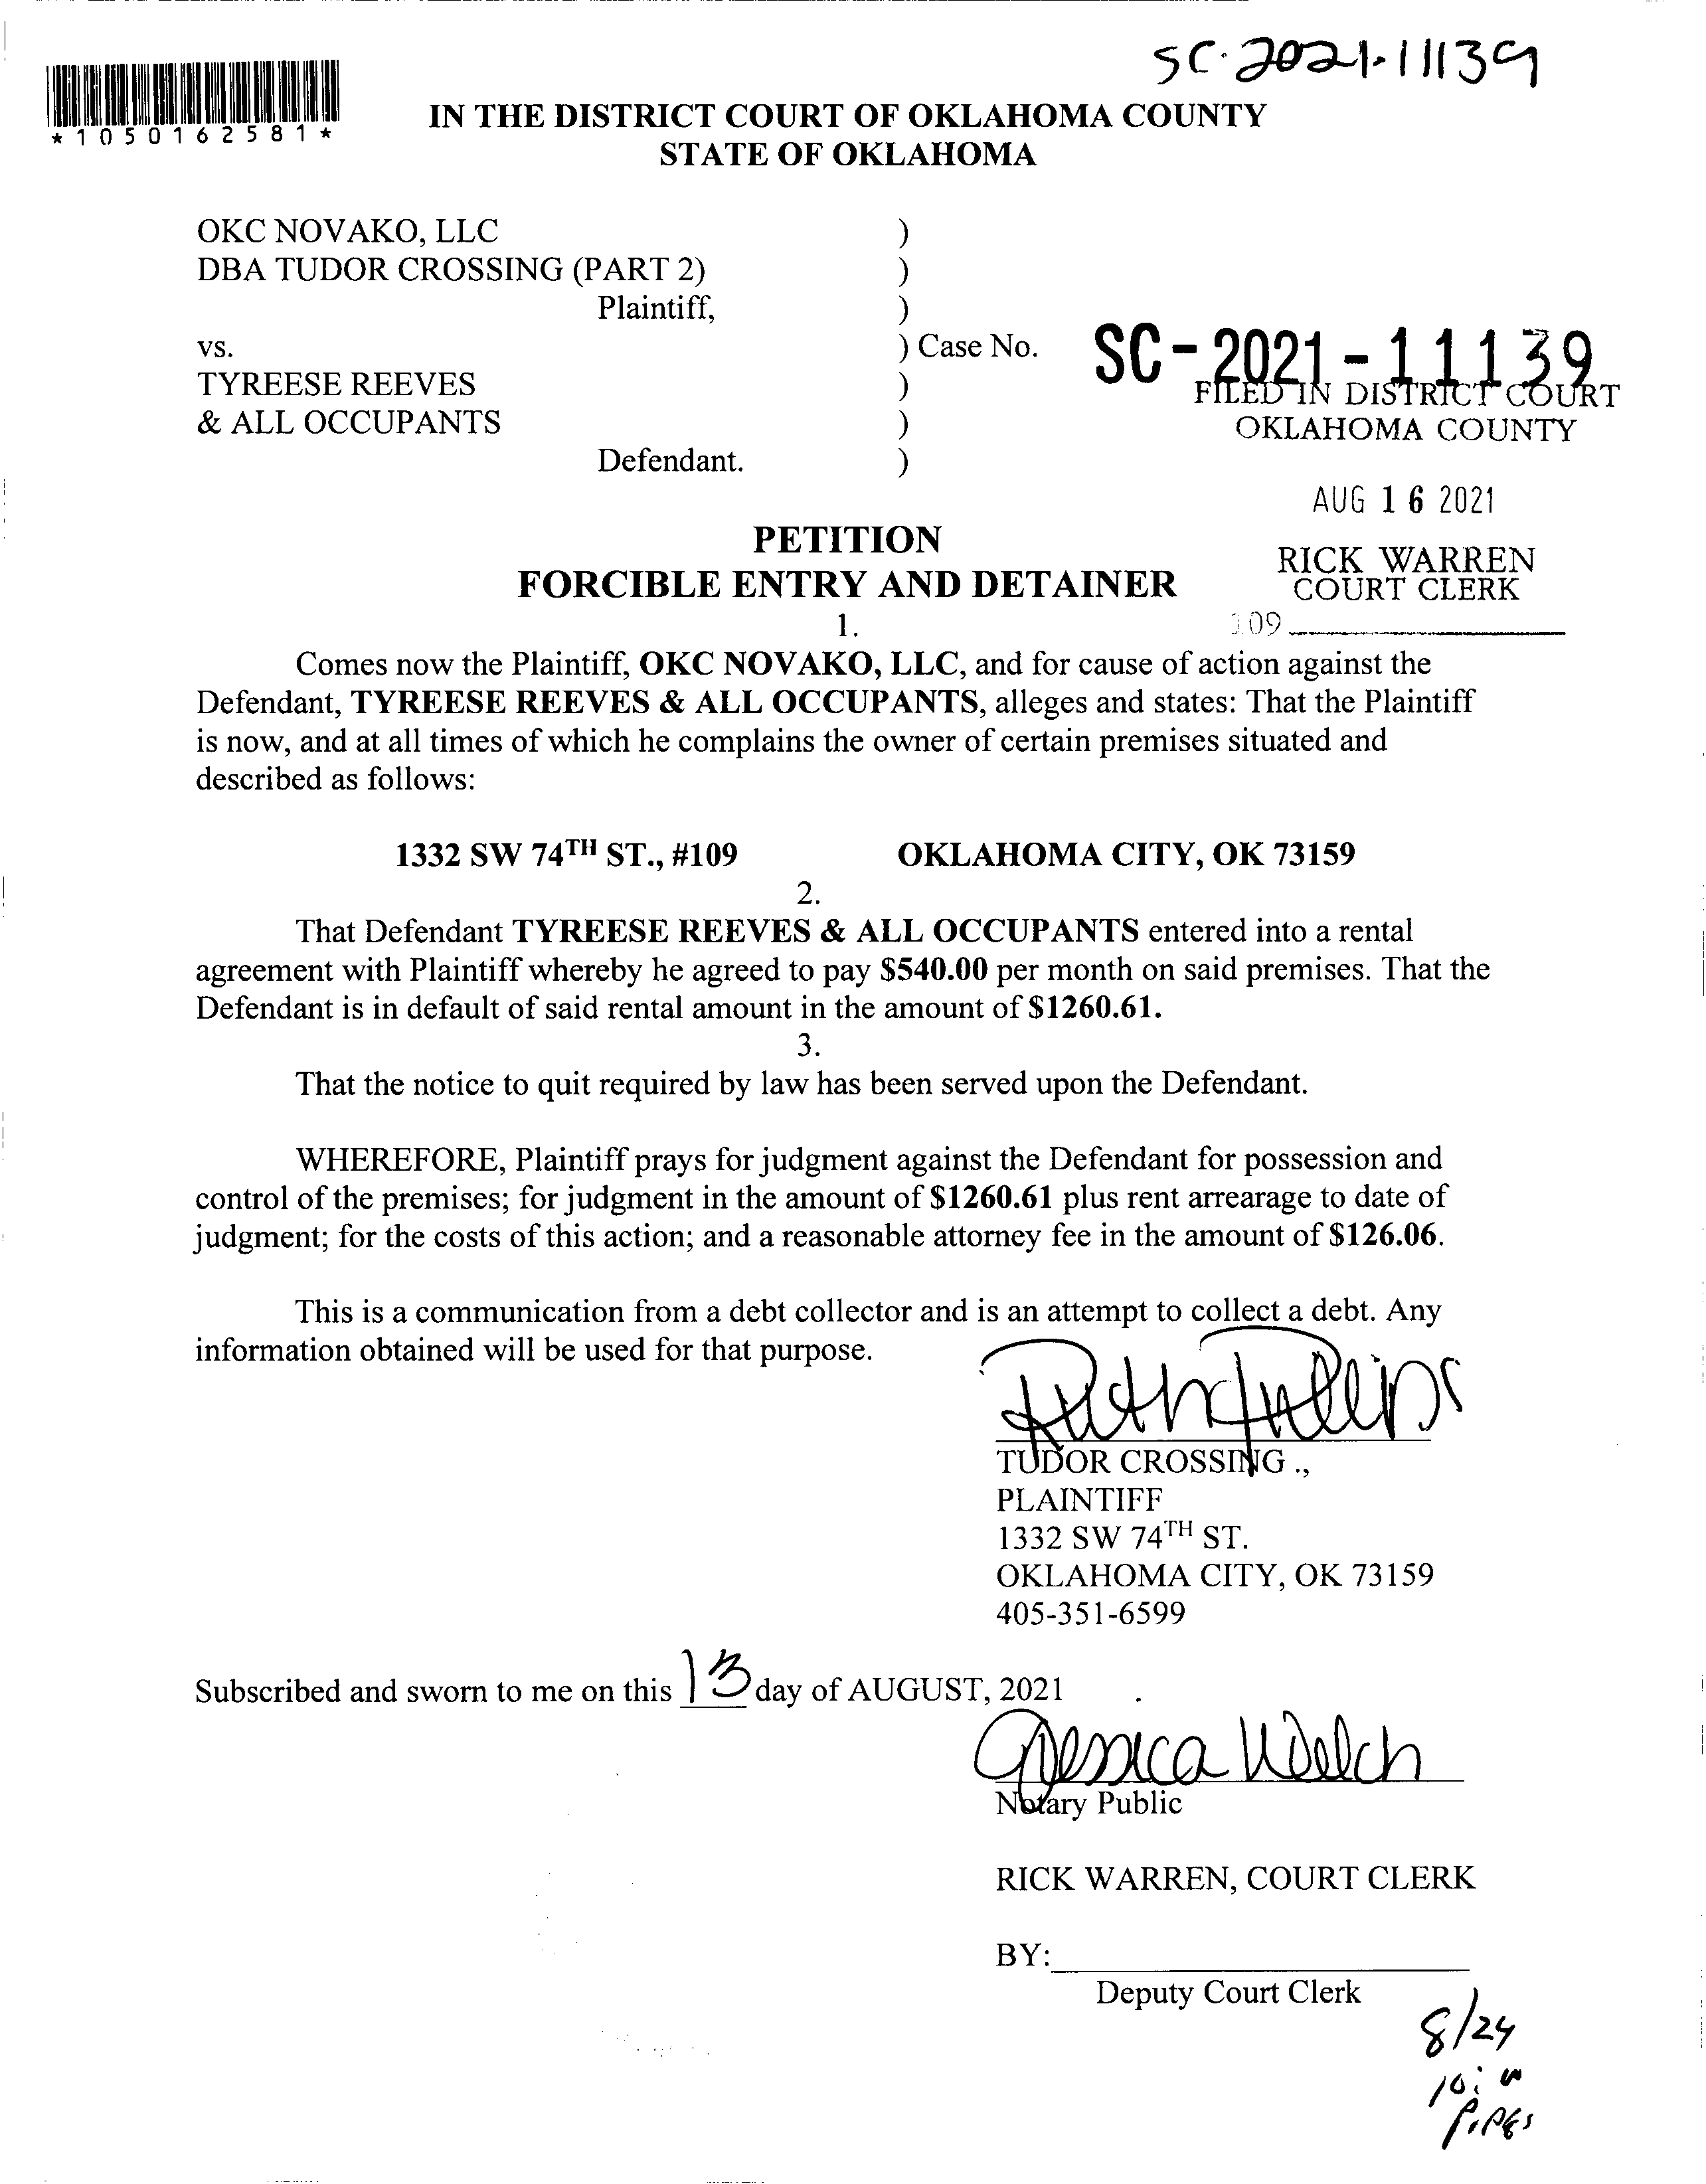 SC-2021-11139
*1050162581*
IN THE DISTRICT COURT OF OKLAHOMA COUNTY
STATE OF OKLAHOMA
OKC NOVAKO, LLC )
DBA TUDOR CROSSING (PART 2) )
Plaintiff, )
vs. ) Case No. SC-2021-11139
TYREESE REEVES )
& ALL OCCUPANTS )
Defendant. )
FILED IN DISTRICT COURT
OKLAHOMA COUNTY
AUG 16 2021
RICK WARREN
COURT CLERK
109
PETITION
FORCIBLE ENTRY AND DETAINER
1.
Comes now the Plaintiff, OKC NOVAKO, LLC, and for cause of action against the
Defendant, TYREESE REEVES & ALL OCCUPANTS, alleges and states: That the Plaintiff
is now, and at all times of which he complains the owner of certain premises situated and
described as follows:
1332 SW 74TH ST., #109 OKLAHOMA CITY, OK 73159
2.
That Defendant TYREESE REEVES & ALL OCCUPANTS entered into a rental
agreement with Plaintiff whereby he agreed to pay $540.00 per month on said premises. That the
Defendant is in default of said rental amount in the amount of $1260.61.
3.
That the notice to quit required by law has been served upon the Defendant.
WHEREFORE, Plaintiff prays for judgment against the Defendant for possession and
control of the premises; for judgment in the amount of $1260.61 plus rent arrearage to date of
judgment; for the costs of this action; and a reasonable attorney fee in the amount of $126.06.
This is a communication from a debt collector and is an attempt to collect a debt. Any
information obtained will be used for that purpose.
Ruth
TUDOR CROSSING .,
PLAINTIFF
1332 SW 74TH ST.
OKLAHOMA CITY, OK 73159
405-351-6599
Subscribed and sworn to me on this 13 day of AUGUST, 2021
Jessica Welch
Notary Public
RICK WARREN, COURT CLERK
BY:
Deputy Court Clerk
8/24